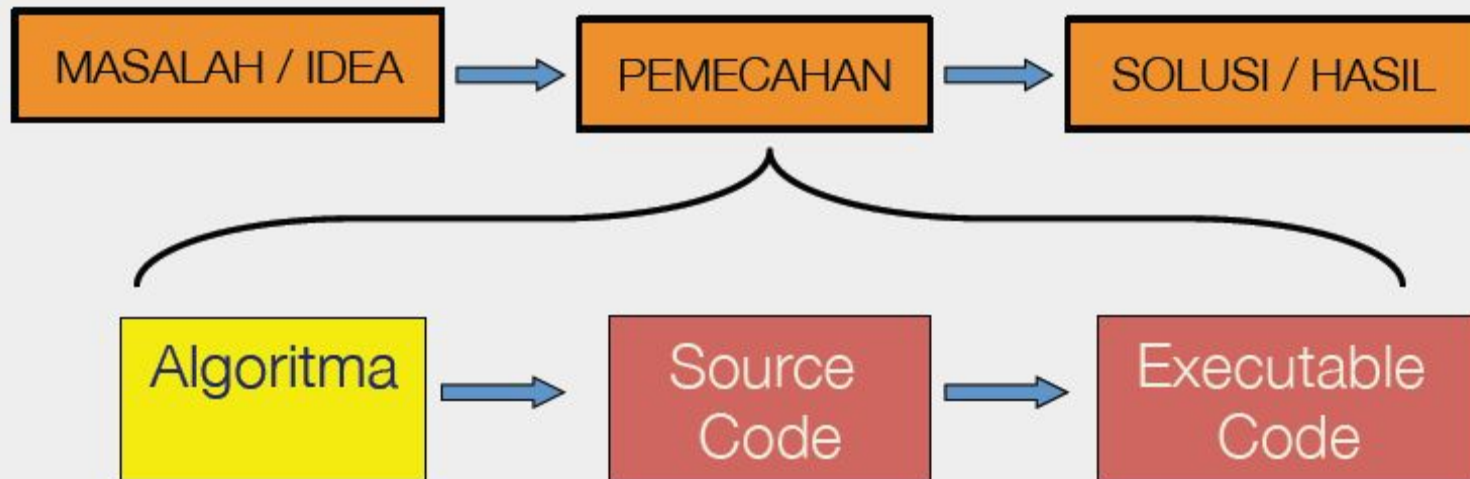 MASALAH / IDEA
PEMECAHAN
SOLUSI / HASIL
Algoritma
Source
Code
Executable
Code